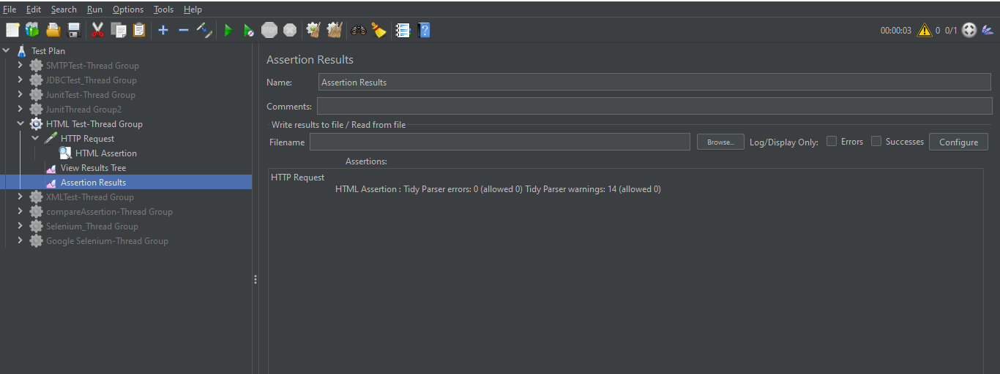 File Edit Search Run Options Tools Help
00:00:03 0 0/1
Test Plan
SMTPTest-Thread Group
JDBCTest_Thread Group
JunitTest-Thread Group
JunitThread Group2
HTML Test-Thread Group
HTTP Request
HTML Assertion
View Results Tree
Assertion Results
XMLTest-Thread Group
compareAssertion-Thread Group
Selenium_Thread Group
Google Selenium-Thread Group
Assertion Results
Name: Assertion Results
Comments:
Write results to file / Read from file
Filename Browse... Log/Display Only: Errors Successes Configure
Assertions:
HTTP Request
HTML Assertion : Tidy Parser errors: 0 (allowed 0) Tidy Parser warnings: 14 (allowed 0)